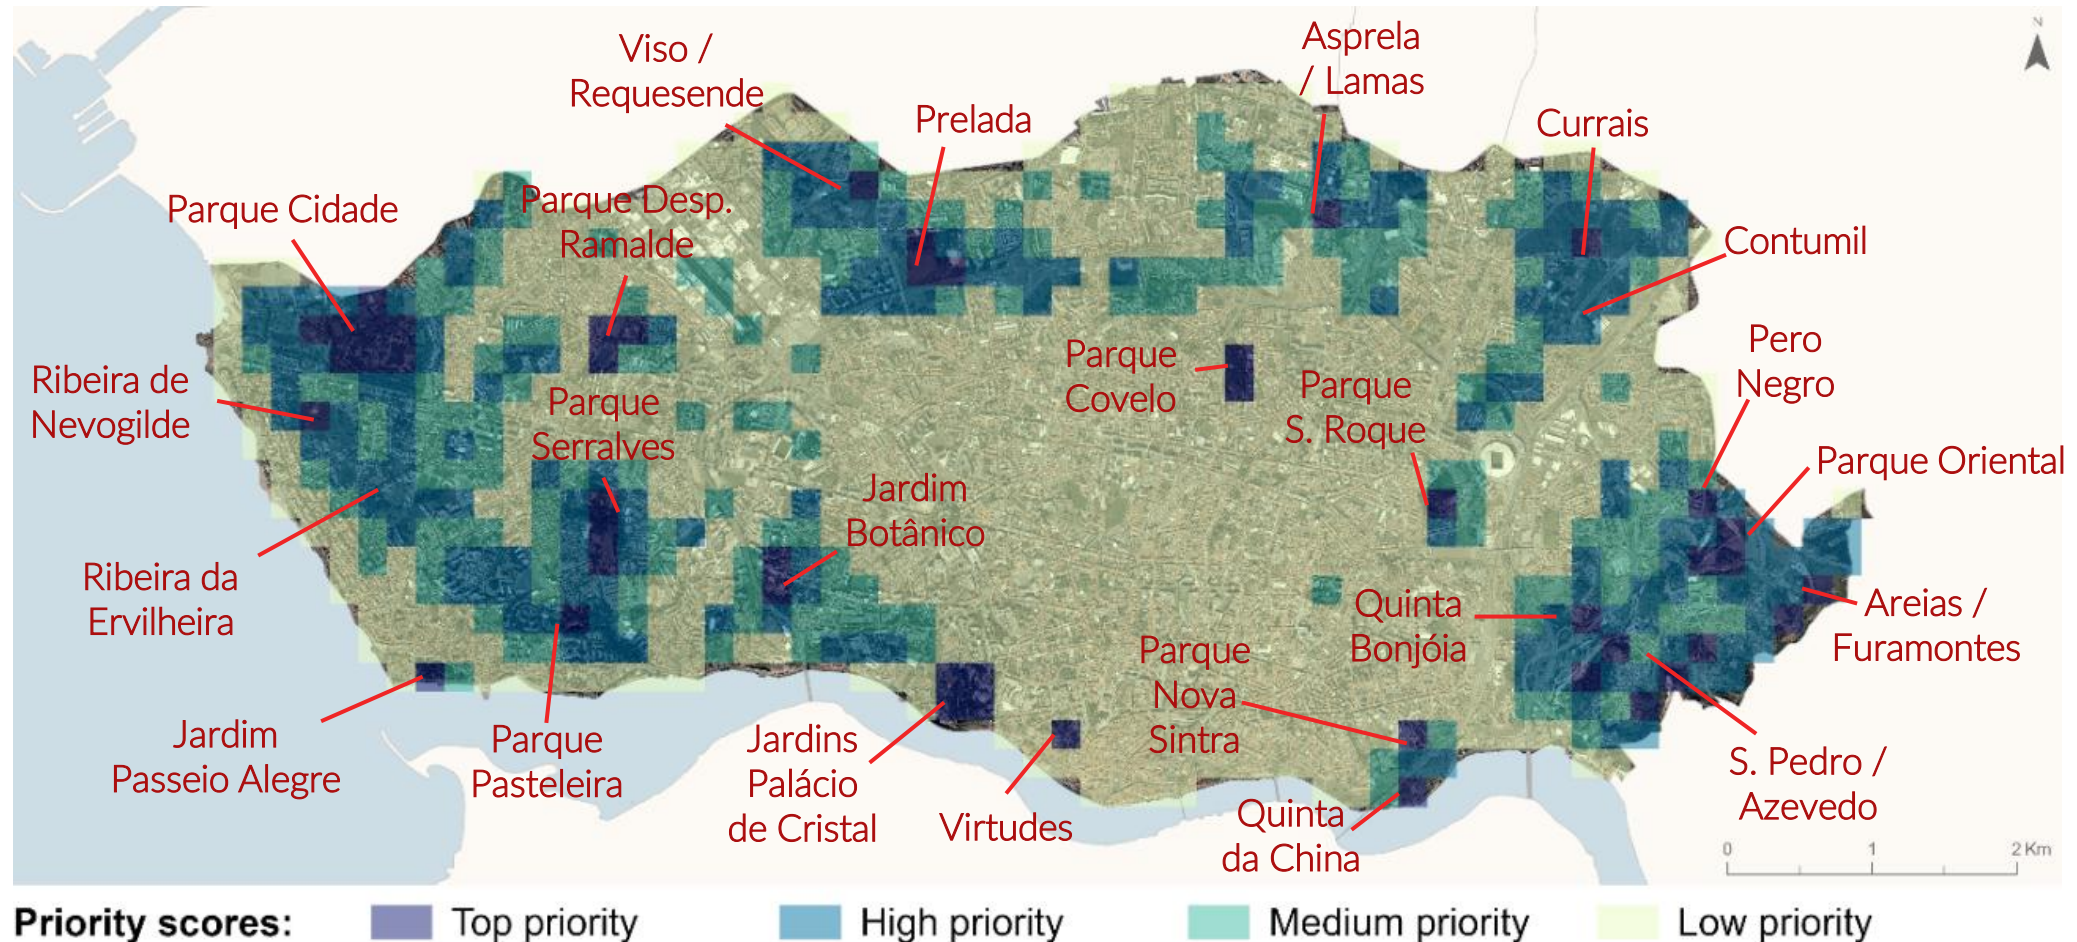 N
Asprela
/ Lamas
Viso /
Requesende
Prelada
Currais
Parque Cidade
Parque Desp.
Ramalde
Contumil
Pero
Negro
Parque
Covelo
Parque
S. Roque
Ribeira de
Nevogilde
Parque
Serralves
Parque Oriental
Jardim
Botânico
Ribeira da
Ervilheira
Quinta
Bonjóia
Areias /
Furamontes
Parque
Nova
Sintra
Jardim
Passeio Alegre
Parque
Pasteleira
Jardins
Palácio
de Cristal
Virtudes
Quinta
da China
S. Pedro /
Azevedo
0 1 2 Km
Priority scores: Top priority High priority Medium priority Low priority